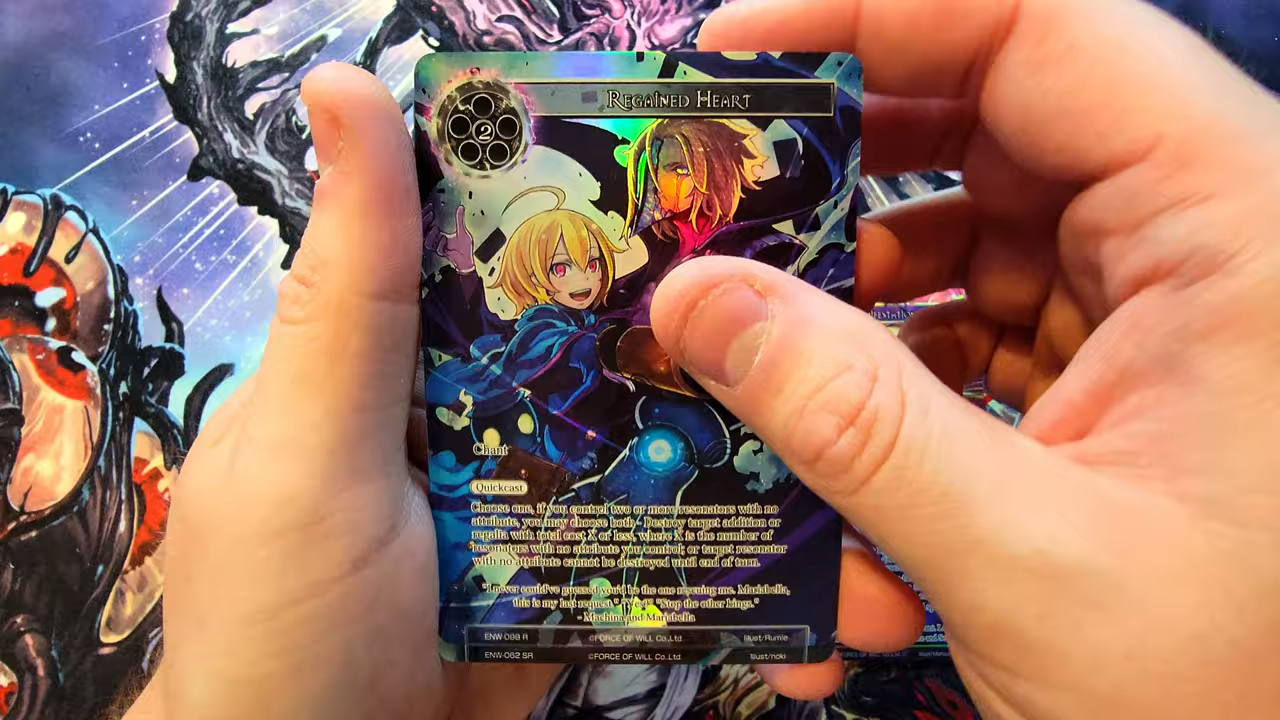 REGAINED HEART
2
Chant
Quickcast
Choose one, if you control two or more resonators with no
attribute, you may choose both - Destroy target addition or
regalia with total cost X or less, where X is the number of
resonators with no attribute you control; or target resonator
with no attribute cannot be destroyed until end of turn.
"I never could've guessed you'd be the one rescuing me. Mariabella,
this is my last request." "Yes?" "Stop the other kings."
- Machina and Mariabella
ENW-098 R ©FORCE OF WILL Co.,Ltd. Illust/Rumie
ENW-062 SR ©FORCE OF WILL Co.,Ltd. Illust/noki